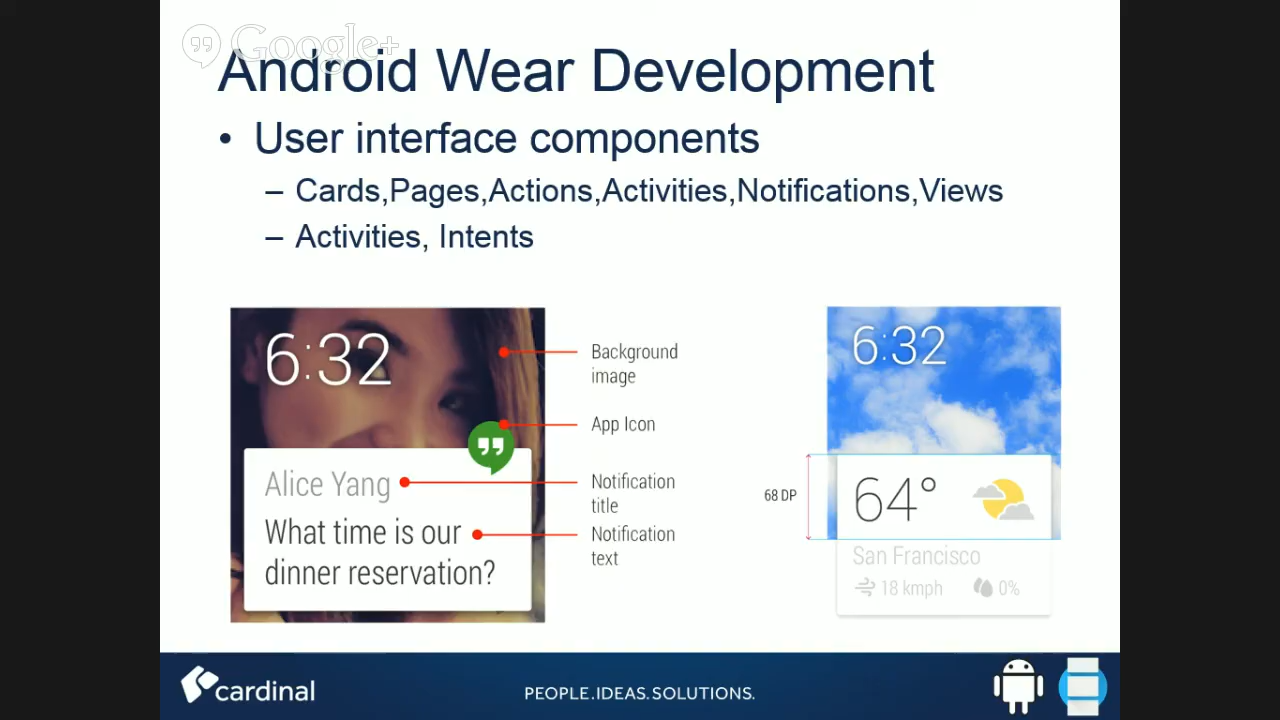 Google+
Android Wear Development
• User interface components
– Cards,Pages,Actions,Activities,Notifications,Views
– Activities, Intents
6:32
Background
image
App Icon
Alice Yang
Notification
title
What time is our
dinner reservation?
Notification
text
6:32
68 DP
64°
San Francisco
18 kmph
0%
cardinal
PEOPLE.IDEAS.SOLUTIONS.